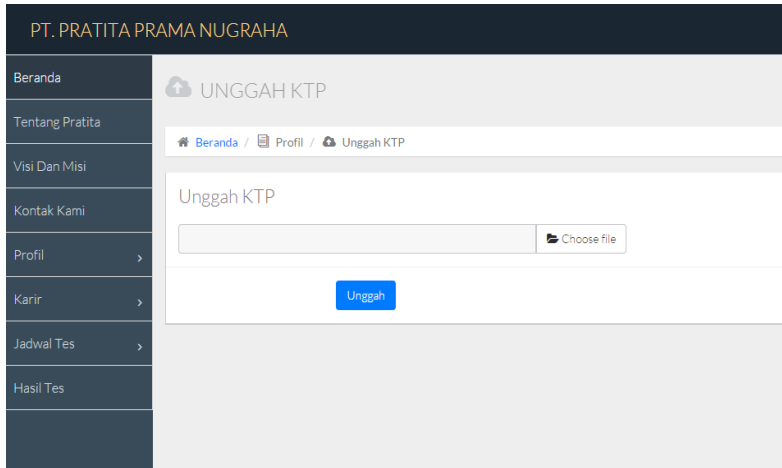 PT. PRATITA PRAMA NUGRAHA
Beranda
Tentang Pratita
Visi Dan Misi
Kontak Kami
Profil
Karir
Jadwal Tes
Hasil Tes
UNGGAH KTP
Beranda / Profil / Unggah KTP
Unggah KTP
Choose file
Unggah